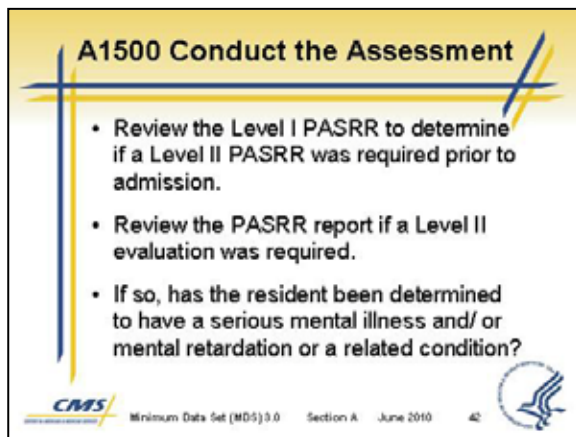 A1500 Conduct the Assessment
• Review the Level I PASRR to determine
if a Level II PASRR was required prior to
admission.
• Review the PASRR report if a Level II
evaluation was required.
• If so, has the resident been determined
to have a serious mental illness and/ or
mental retardation or a related condition?
CMS
Minimum Data Set (MDS) 3.0 Section A June 2010 42